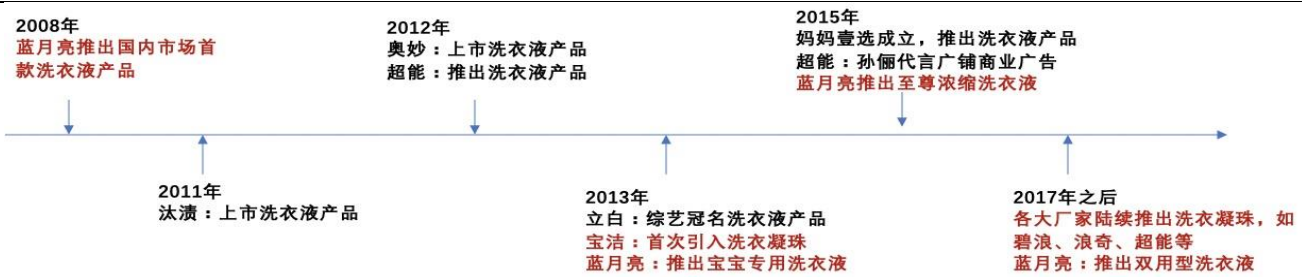 2008年
蓝月亮推出国内市场首
款洗衣液产品
2011年
汰渍：上市洗衣液产品
2012年
奥妙：上市洗衣液产品
超能：推出洗衣液产品
2013年
立白：综艺冠名洗衣液产品
宝洁：首次引入洗衣凝珠
蓝月亮：推出宝宝专用洗衣液
2015年
妈妈壹选成立，推出洗衣液产品
超能：孙俪代言广铺商业广告
蓝月亮推出至尊浓缩洗衣液
2017年之后
各大厂家陆续推出洗衣凝珠，如
碧浪、浪奇、超能等
蓝月亮：推出双用型洗衣液